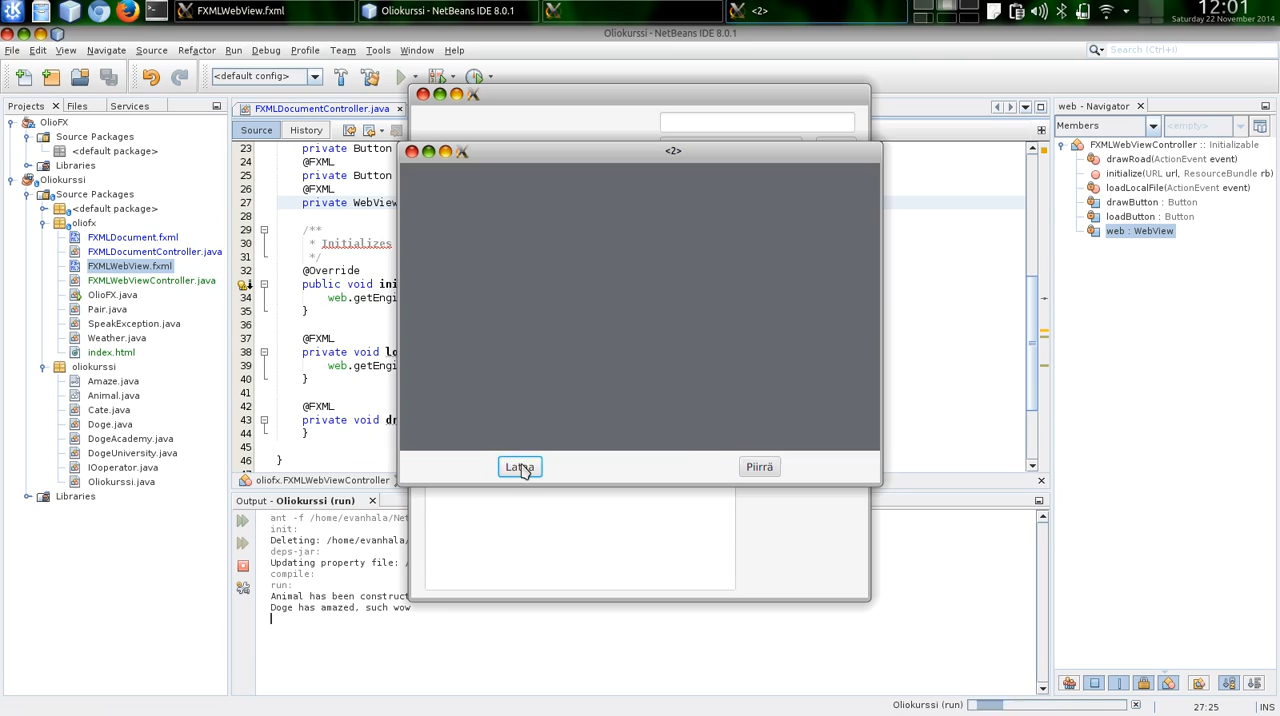 FXMLWebView.fxml
Oliokurssi - NetBeans IDE 8.0.1
<2>
12:01
Saturday 22 November 2014
Oliokurssi - NetBeans IDE 8.0.1
File Edit View Navigate Source Refactor Run Debug Profile Team Tools Window Help
Search (Ctrl+I)
<default config>
Projects Files Services
FXMLDocumentController.java
web - Navigator
Source History
Members
<empty>
OlioFX
Source Packages
<default package>
Libraries
Oliokurssi
Source Packages
<default package>
oliofx
FXMLDocument.fxml
FXMLDocumentController.java
FXMLWebView.fxml
FXMLWebViewController.java
OlioFX.java
Pair.java
SpeakException.java
Weather.java
index.html
oliokurssi
Amaze.java
Animal.java
Cate.java
Doge.java
DogeAcademy.java
DogeUniversity.java
IOoperator.java
Oliokurssi.java
Libraries
23 private Button
24 @FXML
25 private Button
26 @FXML
27 private WebView
28
29 /**
30 * Initializes
31 */
32 @Override
public void ini
34 web.getEngi
35 }
36
37 @FXML
38 private void lo
39 web.getEngi
40 }
41
42 @FXML
43 private void dr
44 }
45
46 }
oliofx.FXMLWebViewController
<2>
Piirrä
FXMLWebViewController :: Initializable
drawRoad(ActionEvent event)
initialize(URL url, ResourceBundle rb)
loadLocalFile(ActionEvent event)
drawButton : Button
loadButton : Button
web : WebView
Output - Oliokurssi (run)
ant -f /home/evanhala/Net
init:
Deleting: /home/evanhala/
deps-jar:
Updating property file: /
compile:
run:
Animal has been construct
Doge has amazed, such wow
Oliokurssi (run)
27:25
INS